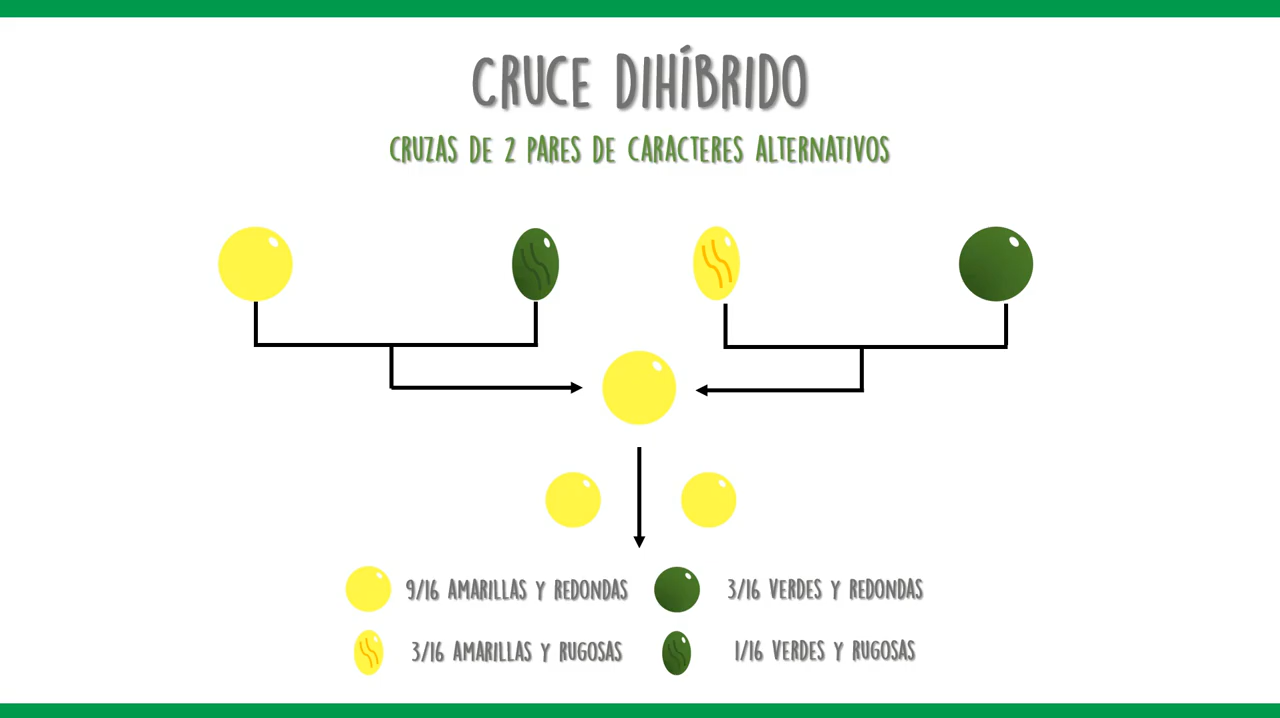 CRUCE DIHÍBRIDO
CRUZAS DE 2 PARES DE CARACTERES ALTERNATIVOS
9/16 AMARILLAS Y REDONDAS
3/16 VERDES Y REDONDAS
3/16 AMARILLAS Y RUGOSAS
1/16 VERDES Y RUGOSAS